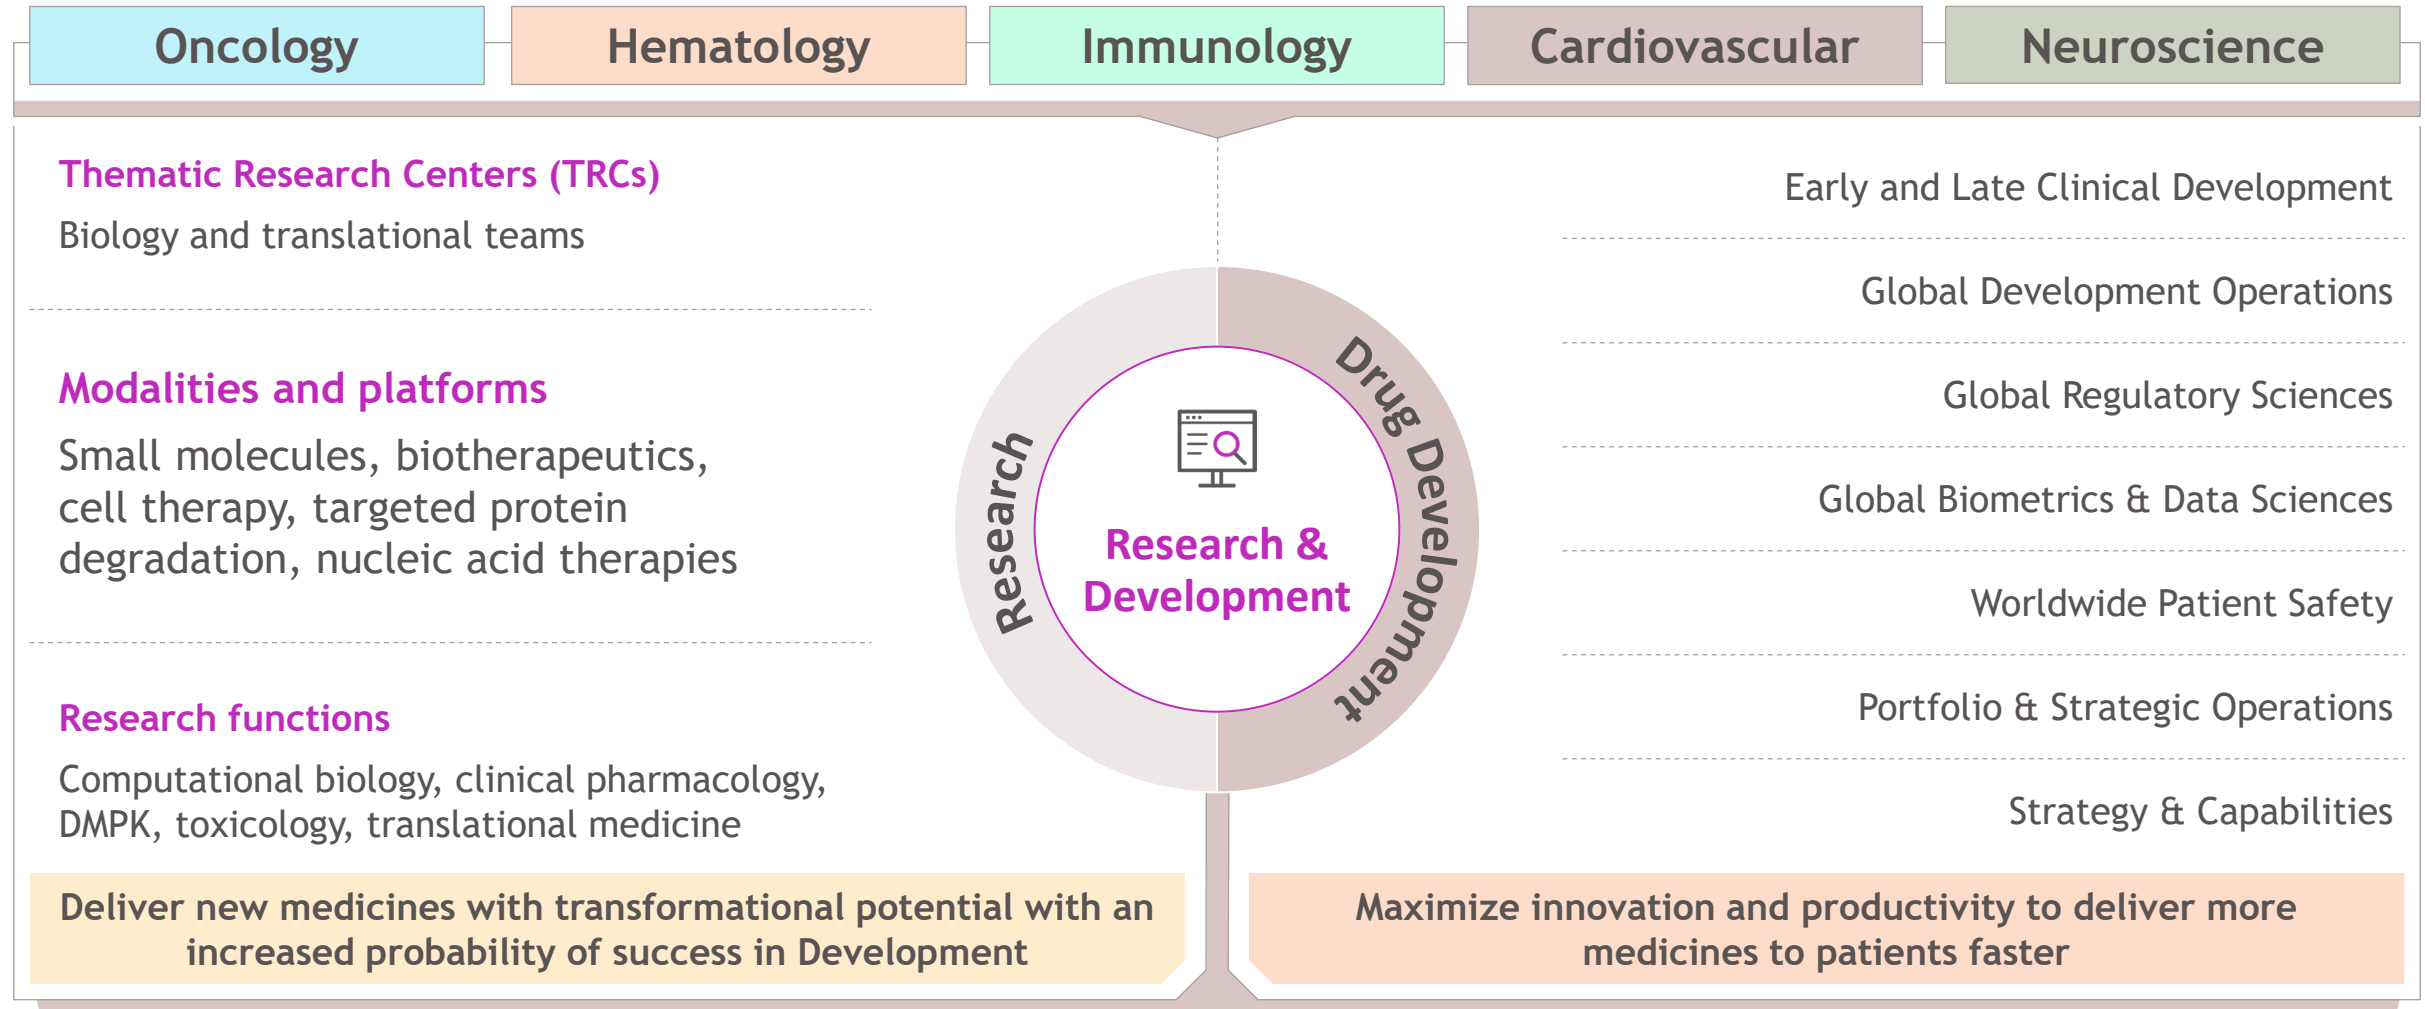 Oncology
Hematology
Immunology
Cardiovascular
Neuroscience
Thematic Research Centers (TRCs)
Biology and translational teams
Modalities and platforms
Small molecules, biotherapeutics,
cell therapy, targeted protein
degradation, nucleic acid therapies
Research functions
Computational biology, clinical pharmacology,
DMPK, toxicology, translational medicine
Deliver new medicines with transformational potential with an
increased probability of success in Development
Research
Research &
Development
Drug Development
Early and Late Clinical Development
Global Development Operations
Global Regulatory Sciences
Global Biometrics & Data Sciences
Worldwide Patient Safety
Portfolio & Strategic Operations
Strategy & Capabilities
Maximize innovation and productivity to deliver more
medicines to patients faster